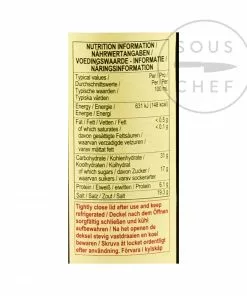 SOUS
CHEF
NUTRITION INFORMATION /
NÄHRWERTANGABEN /
VOEDINGSWAARDE - INFORMATIE /
NÄRINGSINFORMATION
Typical values / Per / Pro /
Durchschnittswerte / Per / Per
Typische waarden / 100 ml
Typiska värden
Energy / Energie / 631 kJ (148 kcal)
Energie / Energi
Fat / Fett / Vetten / Fett < 0.5 g
of which saturates / < 0.1 g
davon gesättigte Fettsäuren /
waarvan verzadigde vetzuren /
varav mättat fett
Carbohydrate / Kohlenhydrate / 31 g
Koolhydraten / Kolhydrat
of which sugars / davon Zucker / 17 g
waarvan suikers / varav sockerarter
Protein / Eiweiß / eiwitten / Protein 6.1 g
Salt / Salz / Zout / Salt 19.3 g
Tightly close lid after use and keep
refrigerated / Deckel nach dem Öffnen
sorgfältig schließen und kühl
aufbewahren / Na het openen de
deksel stevig vastdraaien en koel
bewaren / Skruva åt locket ordentligt
efter användning. Förvara i kylskåp